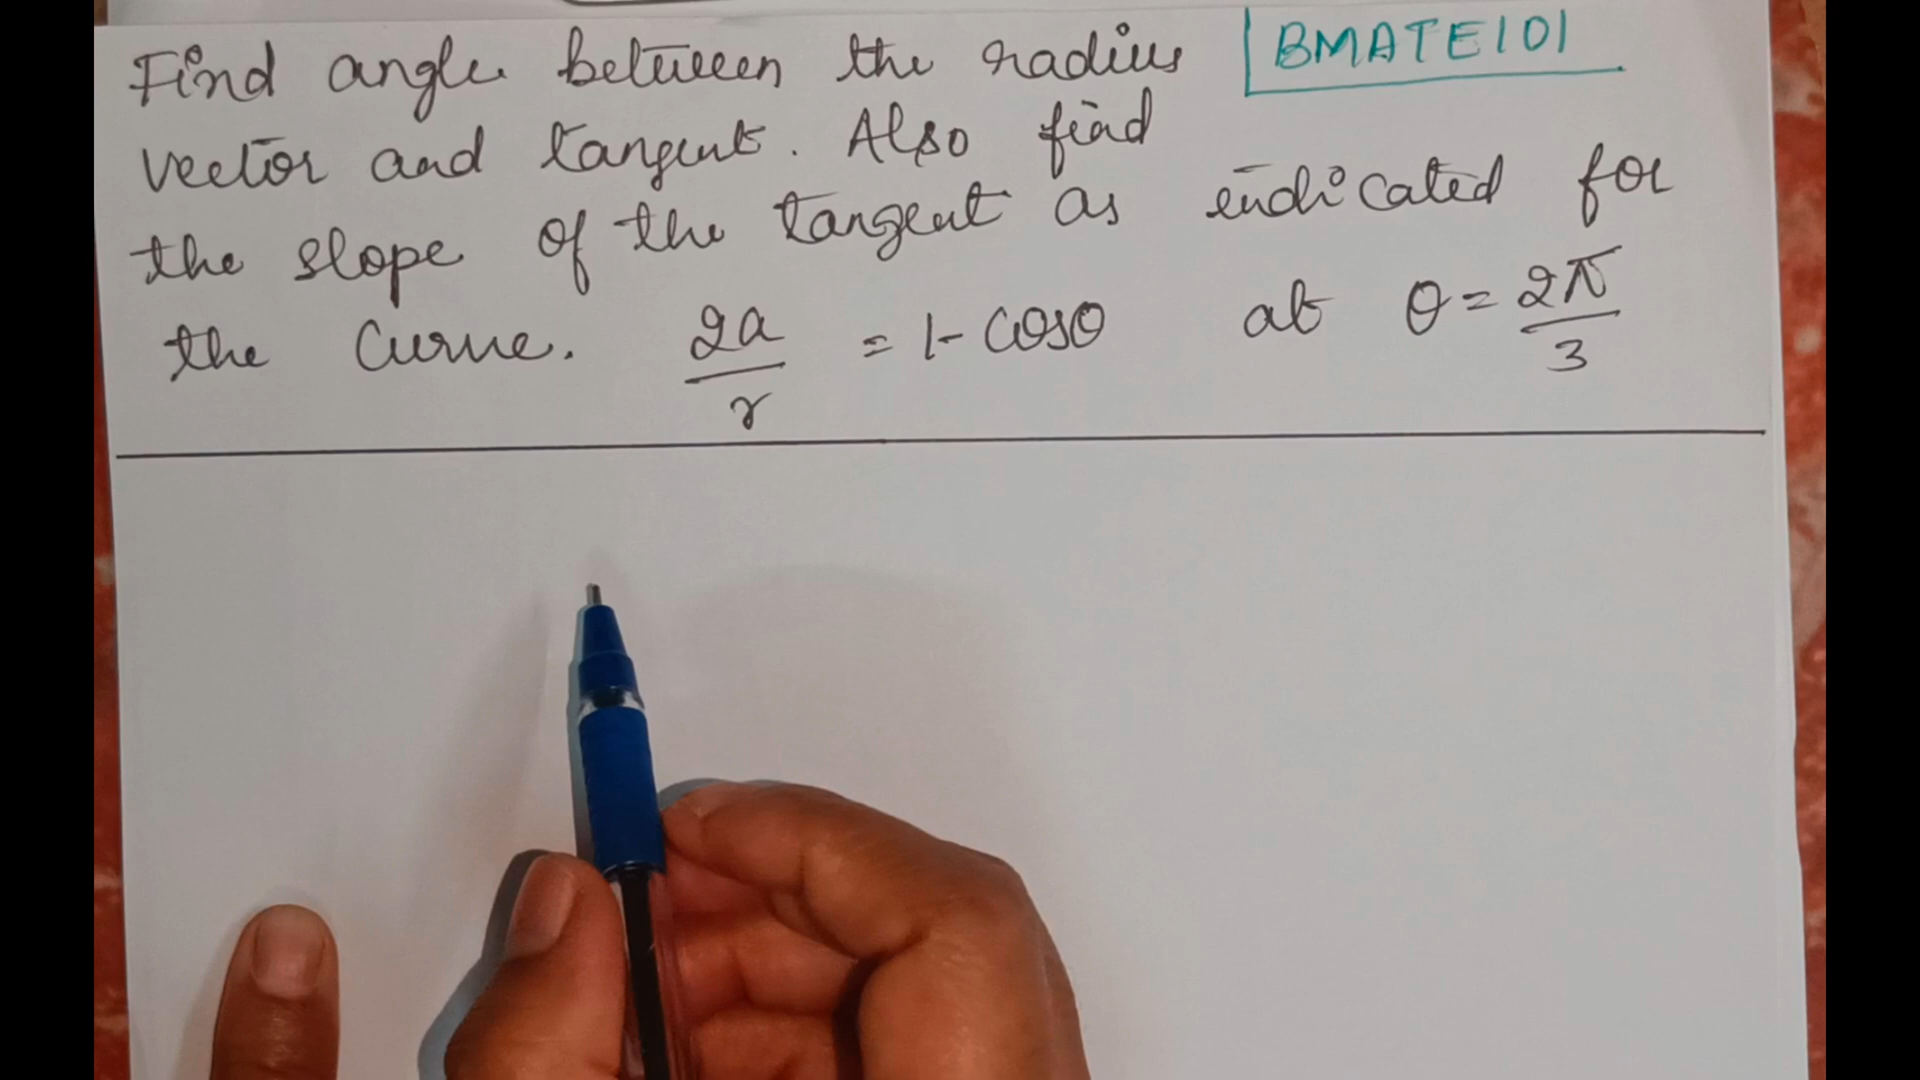 Find angle between the radius
BMATE101
vector and tangent. Also find
the slope of the tangent as indicated for
the curve. 2a/r = 1 - cosθ at θ = 2π/3